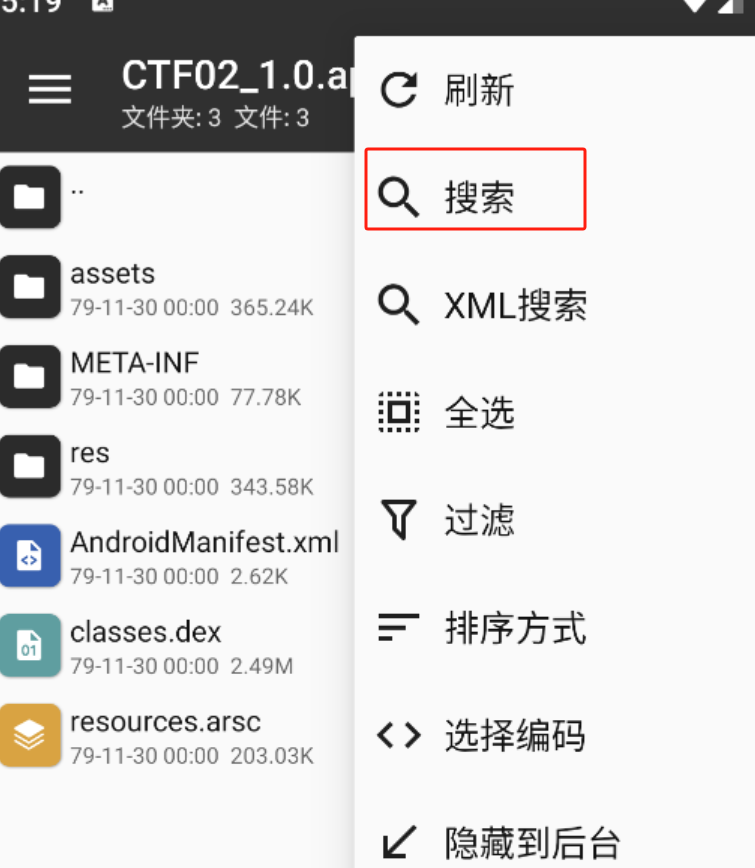 5:19
CTF02_1.0.ap
文件夹: 3 文件: 3
..
assets
79-11-30 00:00 365.24K
META-INF
79-11-30 00:00 77.78K
res
79-11-30 00:00 343.58K
AndroidManifest.xml
79-11-30 00:00 2.62K
01
classes.dex
79-11-30 00:00 2.49M
resources.arsc
79-11-30 00:00 203.03K
刷新
搜索
XML搜索
全选
过滤
排序方式
选择编码
隐藏到后台